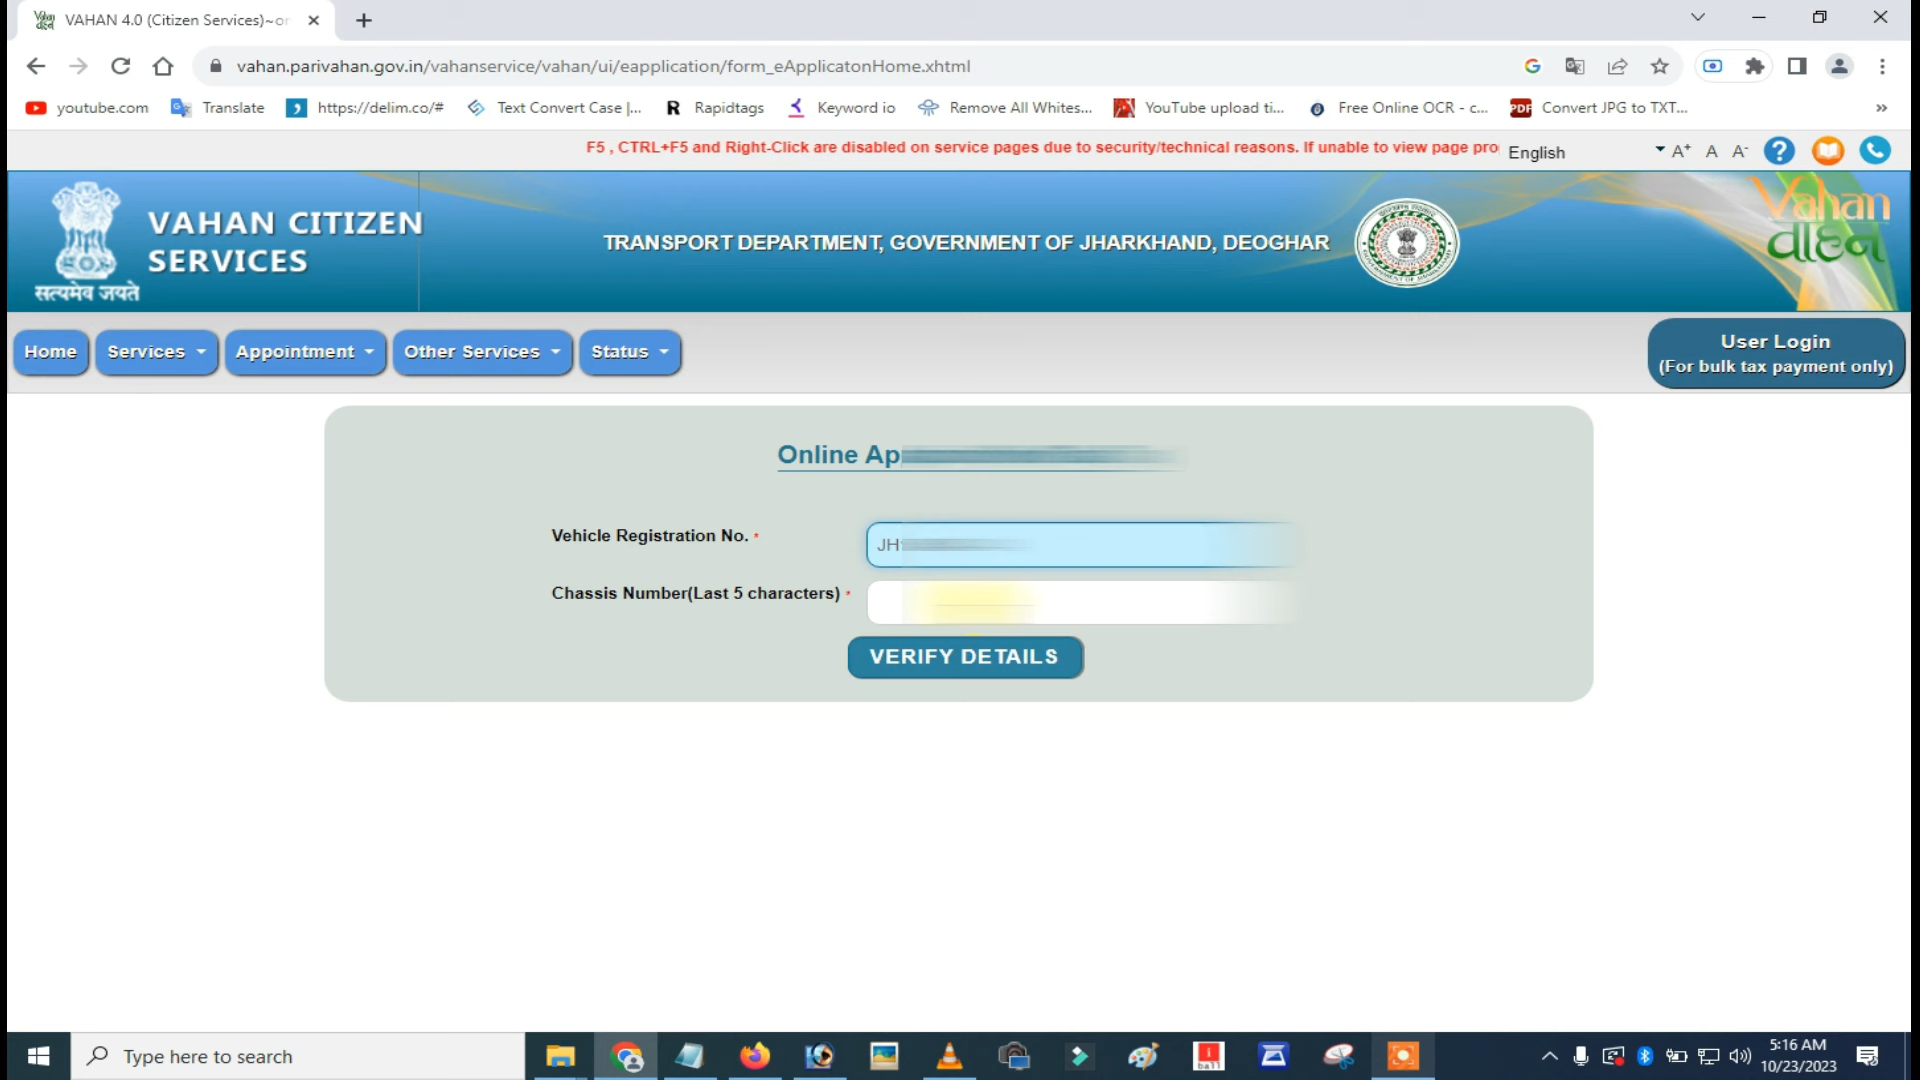 VAHAN 4.0 (Citizen Services)~on
vahan.parivahan.gov.in/vahanservice/vahan/ui/eapplication/form_eApplicatonHome.xhtml
youtube.com Translate https://delim.co/# Text Convert Case |... R Rapidtags Keyword io Remove All Whites... YouTube upload ti... Free Online OCR - c... PDF Convert JPG to TXT... »
F5 , CTRL+F5 and Right-Click are disabled on service pages due to security/technical reasons. If unable to view page pro English A+ A A- ?
VAHAN CITIZEN
SERVICES
सत्यमेव जयते
TRANSPORT DEPARTMENT, GOVERNMENT OF JHARKHAND, DEOGHAR
Vahan
वाहन
Home Services Appointment Other Services Status
User Login
(For bulk tax payment only)
Online Ap
Vehicle Registration No. *
JH
Chassis Number(Last 5 characters) *
VERIFY DETAILS
Type here to search
5:16 AM
10/23/2023